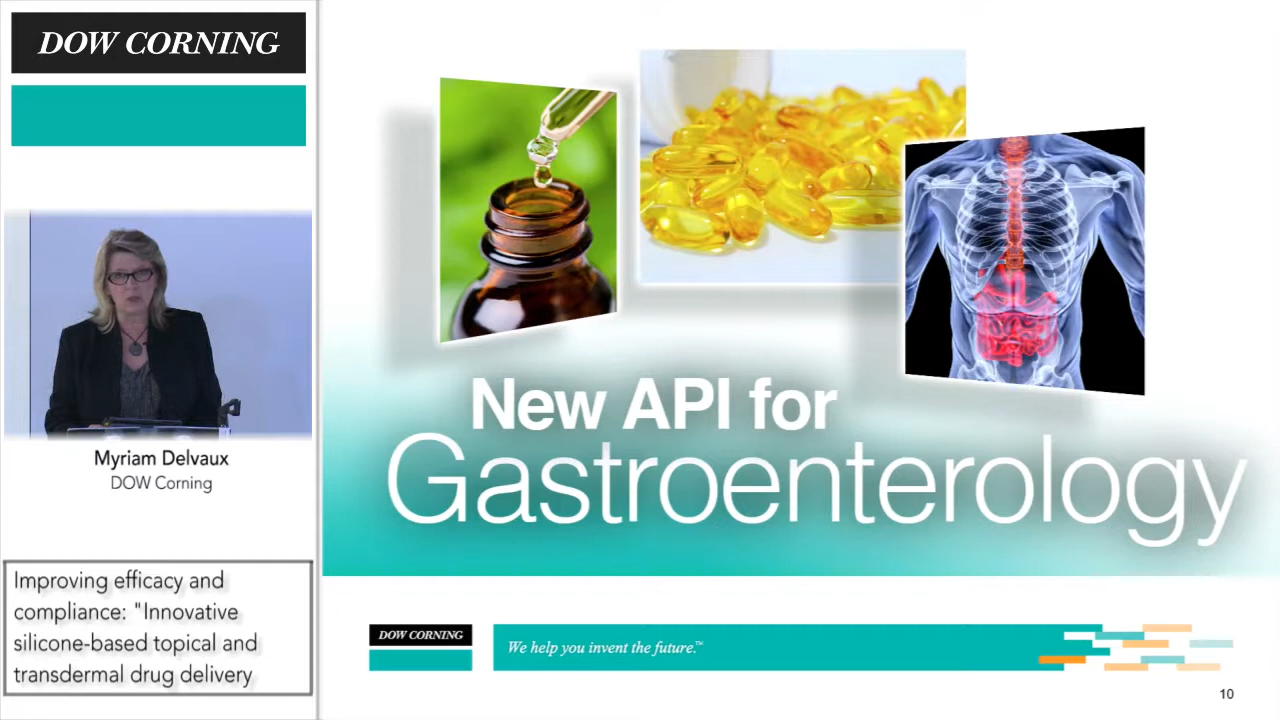 DOW CORNING
Myriam Delvaux
DOW Corning
Improving efficacy and
compliance: "Innovative
silicone-based topical and
transdermal drug delivery
New API for
Gastroenterology
DOW CORNING
We help you invent the future.™
10